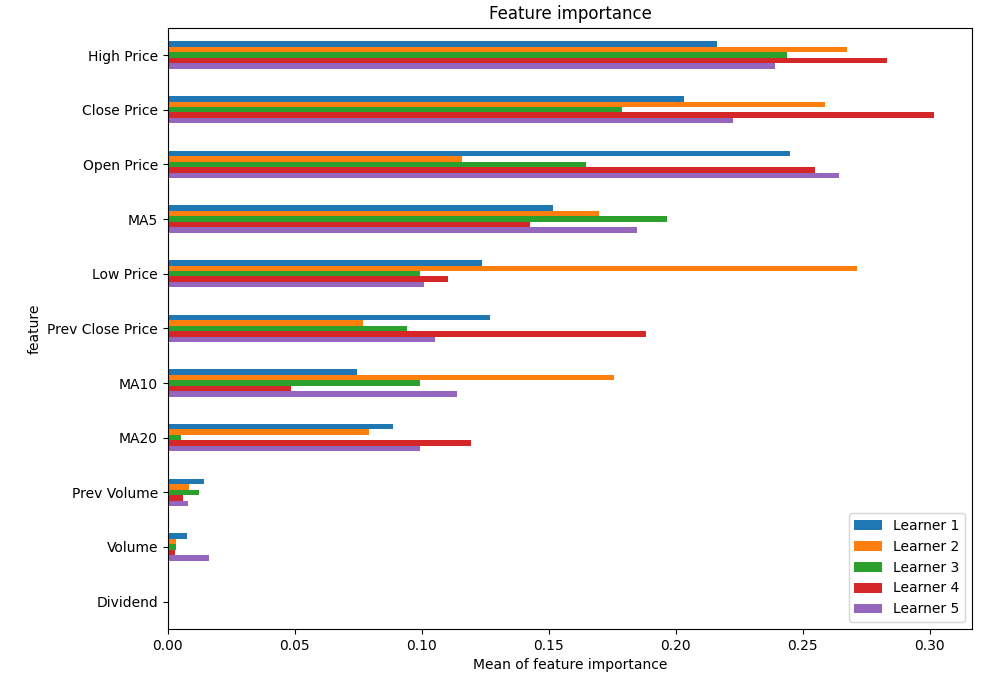 Feature importance
High Price
Close Price
Open Price
MA5
Low Price
Prev Close Price
MA10
MA20
Prev Volume
Volume
Dividend
feature
Learner 1
Learner 2
Learner 3
Learner 4
Learner 5
0.00 0.05 0.10 0.15 0.20 0.25 0.30
Mean of feature importance